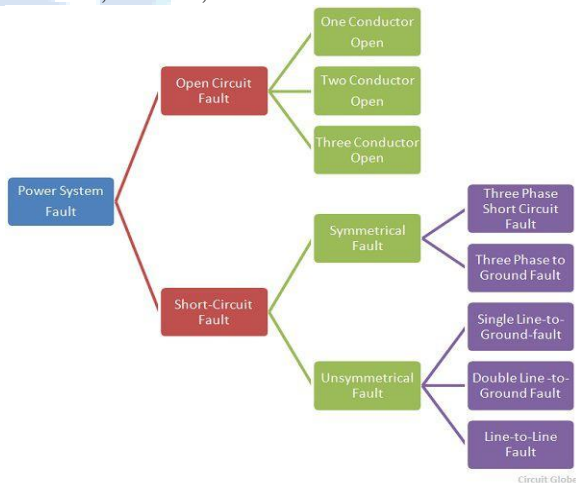 One Conductor
Open
Open Circuit
Fault
Two Conductor
Open
Three Conductor
Open
Power System
Fault
Three Phase
Short Circuit
Fault
Symmetrical
Fault
Three Phase to
Ground Fault
Short-Circuit
Fault
Single Line-to-
Ground-fault
Unsymmetrical
Fault
Double Line -to-
Ground Fault
Line-to-Line
Fault
Circuit Globe